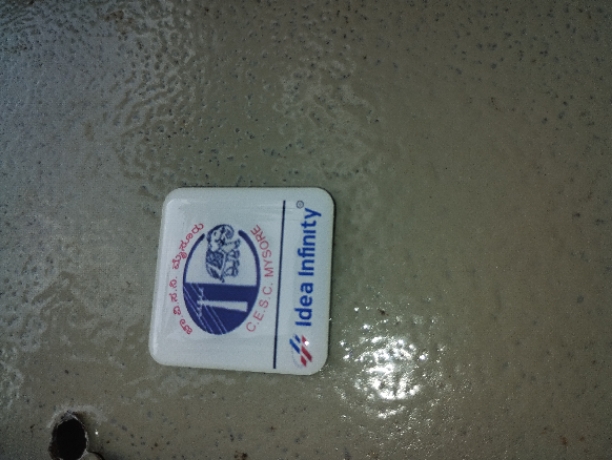 ಚಾ.ವಿ.ಸ.ನಿ. ಮೈಸೂರು
C.E.S.C. MYSORE
Idea Infinity®